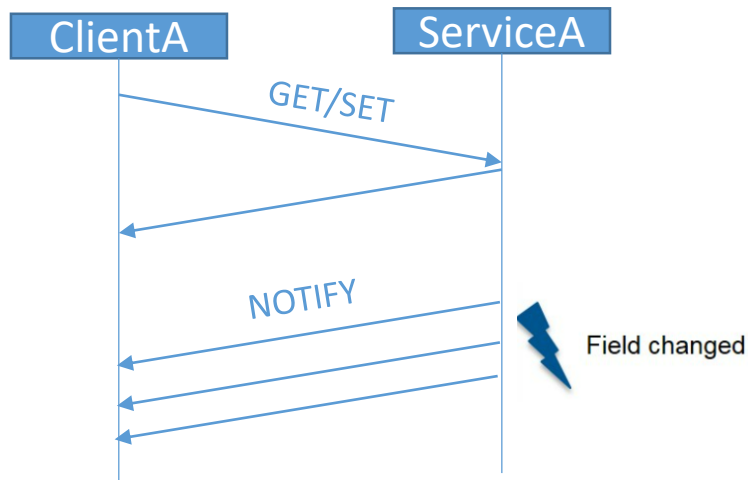 ClientA
ServiceA
GET/SET
NOTIFY
Field changed